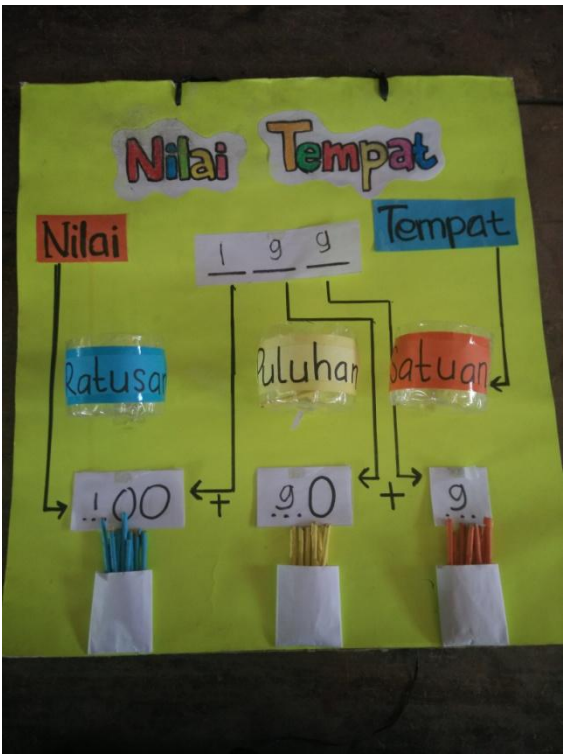 Nilai Tempat
Nilai
1 9 9
Tempat
Ratusan
Puluhan
Satuan
100 + 90 + 9